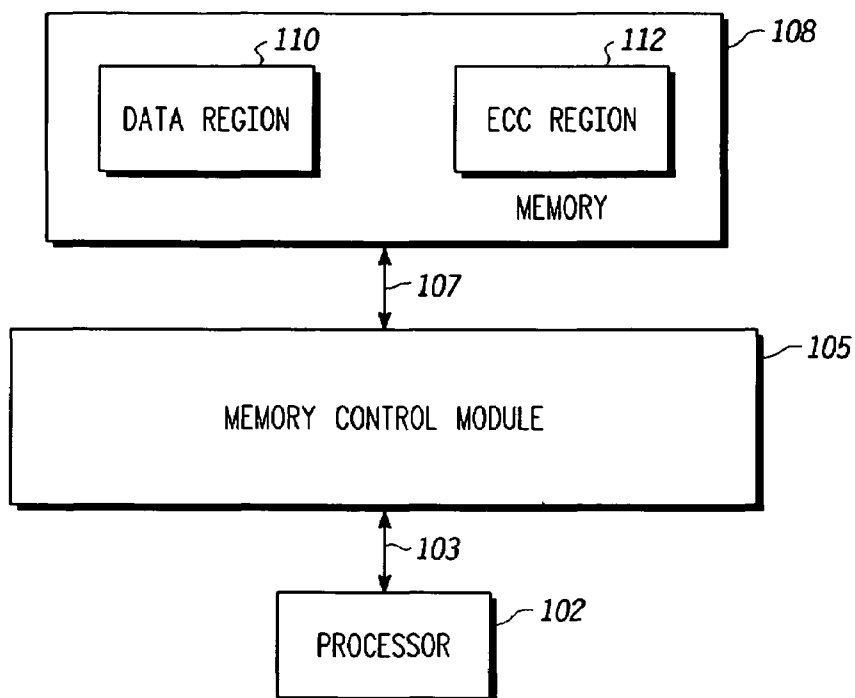 110
112
108
DATA REGION
ECC REGION
MEMORY
107
105
MEMORY CONTROL MODULE
103
102
PROCESSOR